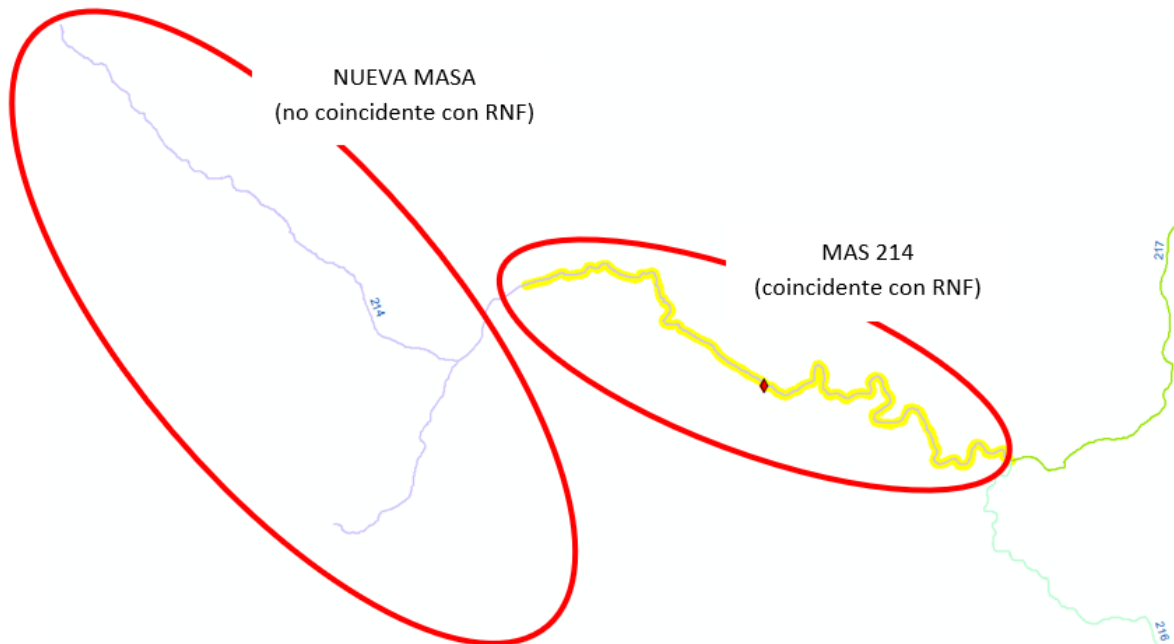 NUEVA MASA
(no coincidente con RNF)
MAS 214
(coincidente con RNF)
214
217
216